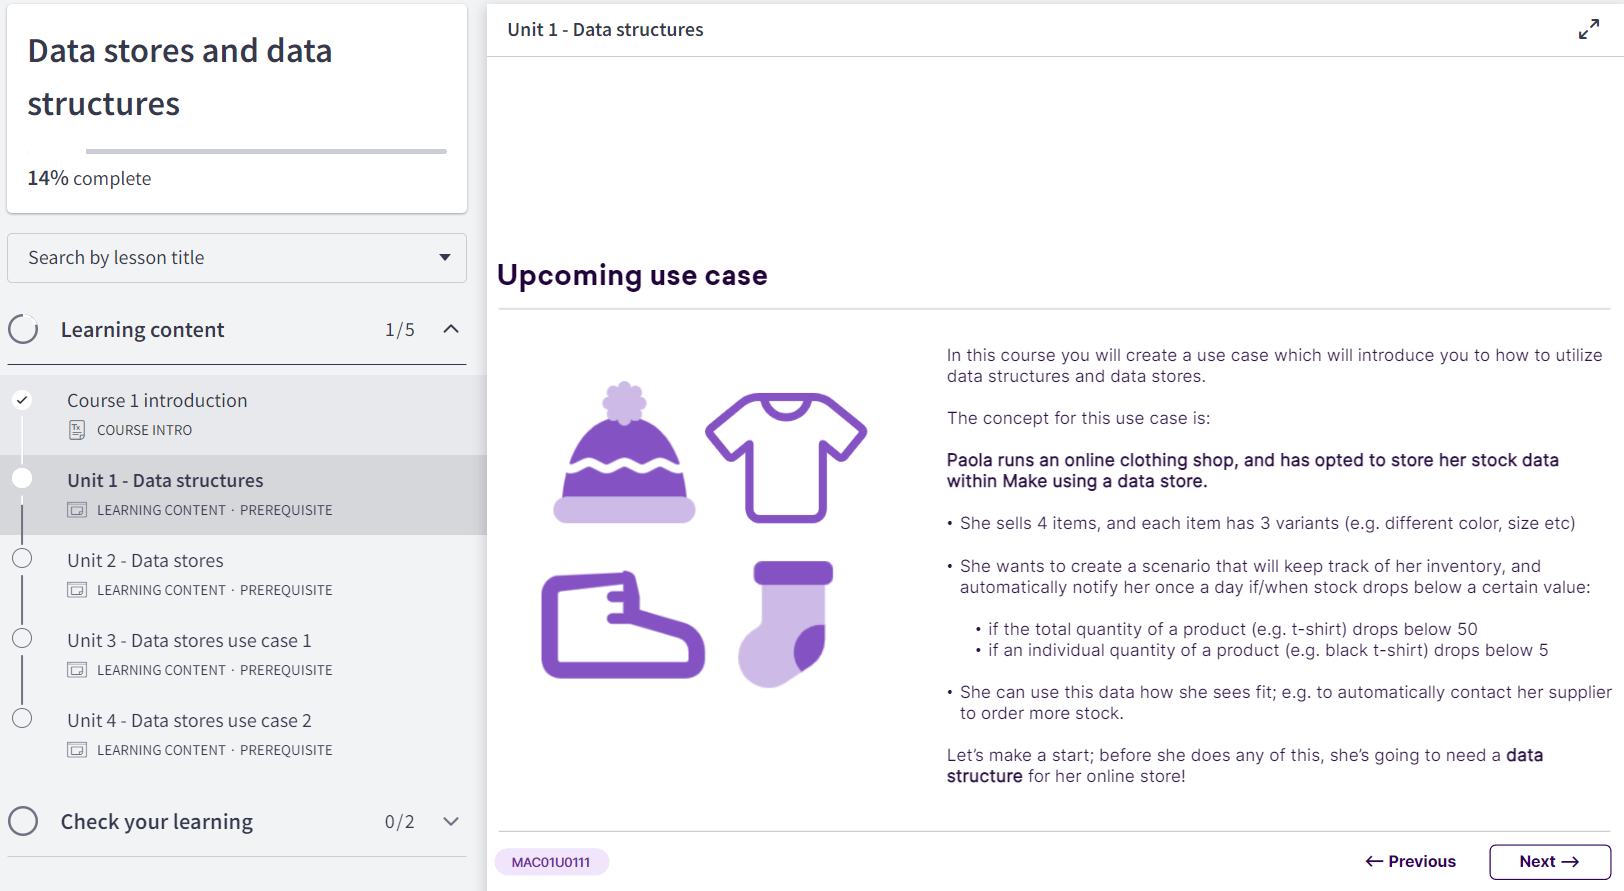 Data stores and data
structures
14% complete
Search by lesson title
Learning content 1/5
Course 1 introduction
COURSE INTRO
Unit 1 - Data structures
LEARNING CONTENT · PREREQUISITE
Unit 2 - Data stores
LEARNING CONTENT · PREREQUISITE
Unit 3 - Data stores use case 1
LEARNING CONTENT · PREREQUISITE
Unit 4 - Data stores use case 2
LEARNING CONTENT · PREREQUISITE
Check your learning 0/2
Unit 1 - Data structures
Upcoming use case
In this course you will create a use case which will introduce you to how to utilize
data structures and data stores.
The concept for this use case is:
Paola runs an online clothing shop, and has opted to store her stock data
within Make using a data store.
• She sells 4 items, and each item has 3 variants (e.g. different color, size etc)
• She wants to create a scenario that will keep track of her inventory, and
automatically notify her once a day if/when stock drops below a certain value:
• if the total quantity of a product (e.g. t-shirt) drops below 50
• if an individual quantity of a product (e.g. black t-shirt) drops below 5
• She can use this data how she sees fit; e.g. to automatically contact her supplier
to order more stock.
Let's make a start; before she does any of this, she's going to need a data
structure for her online store!
MAC01U0111
← Previous
Next →